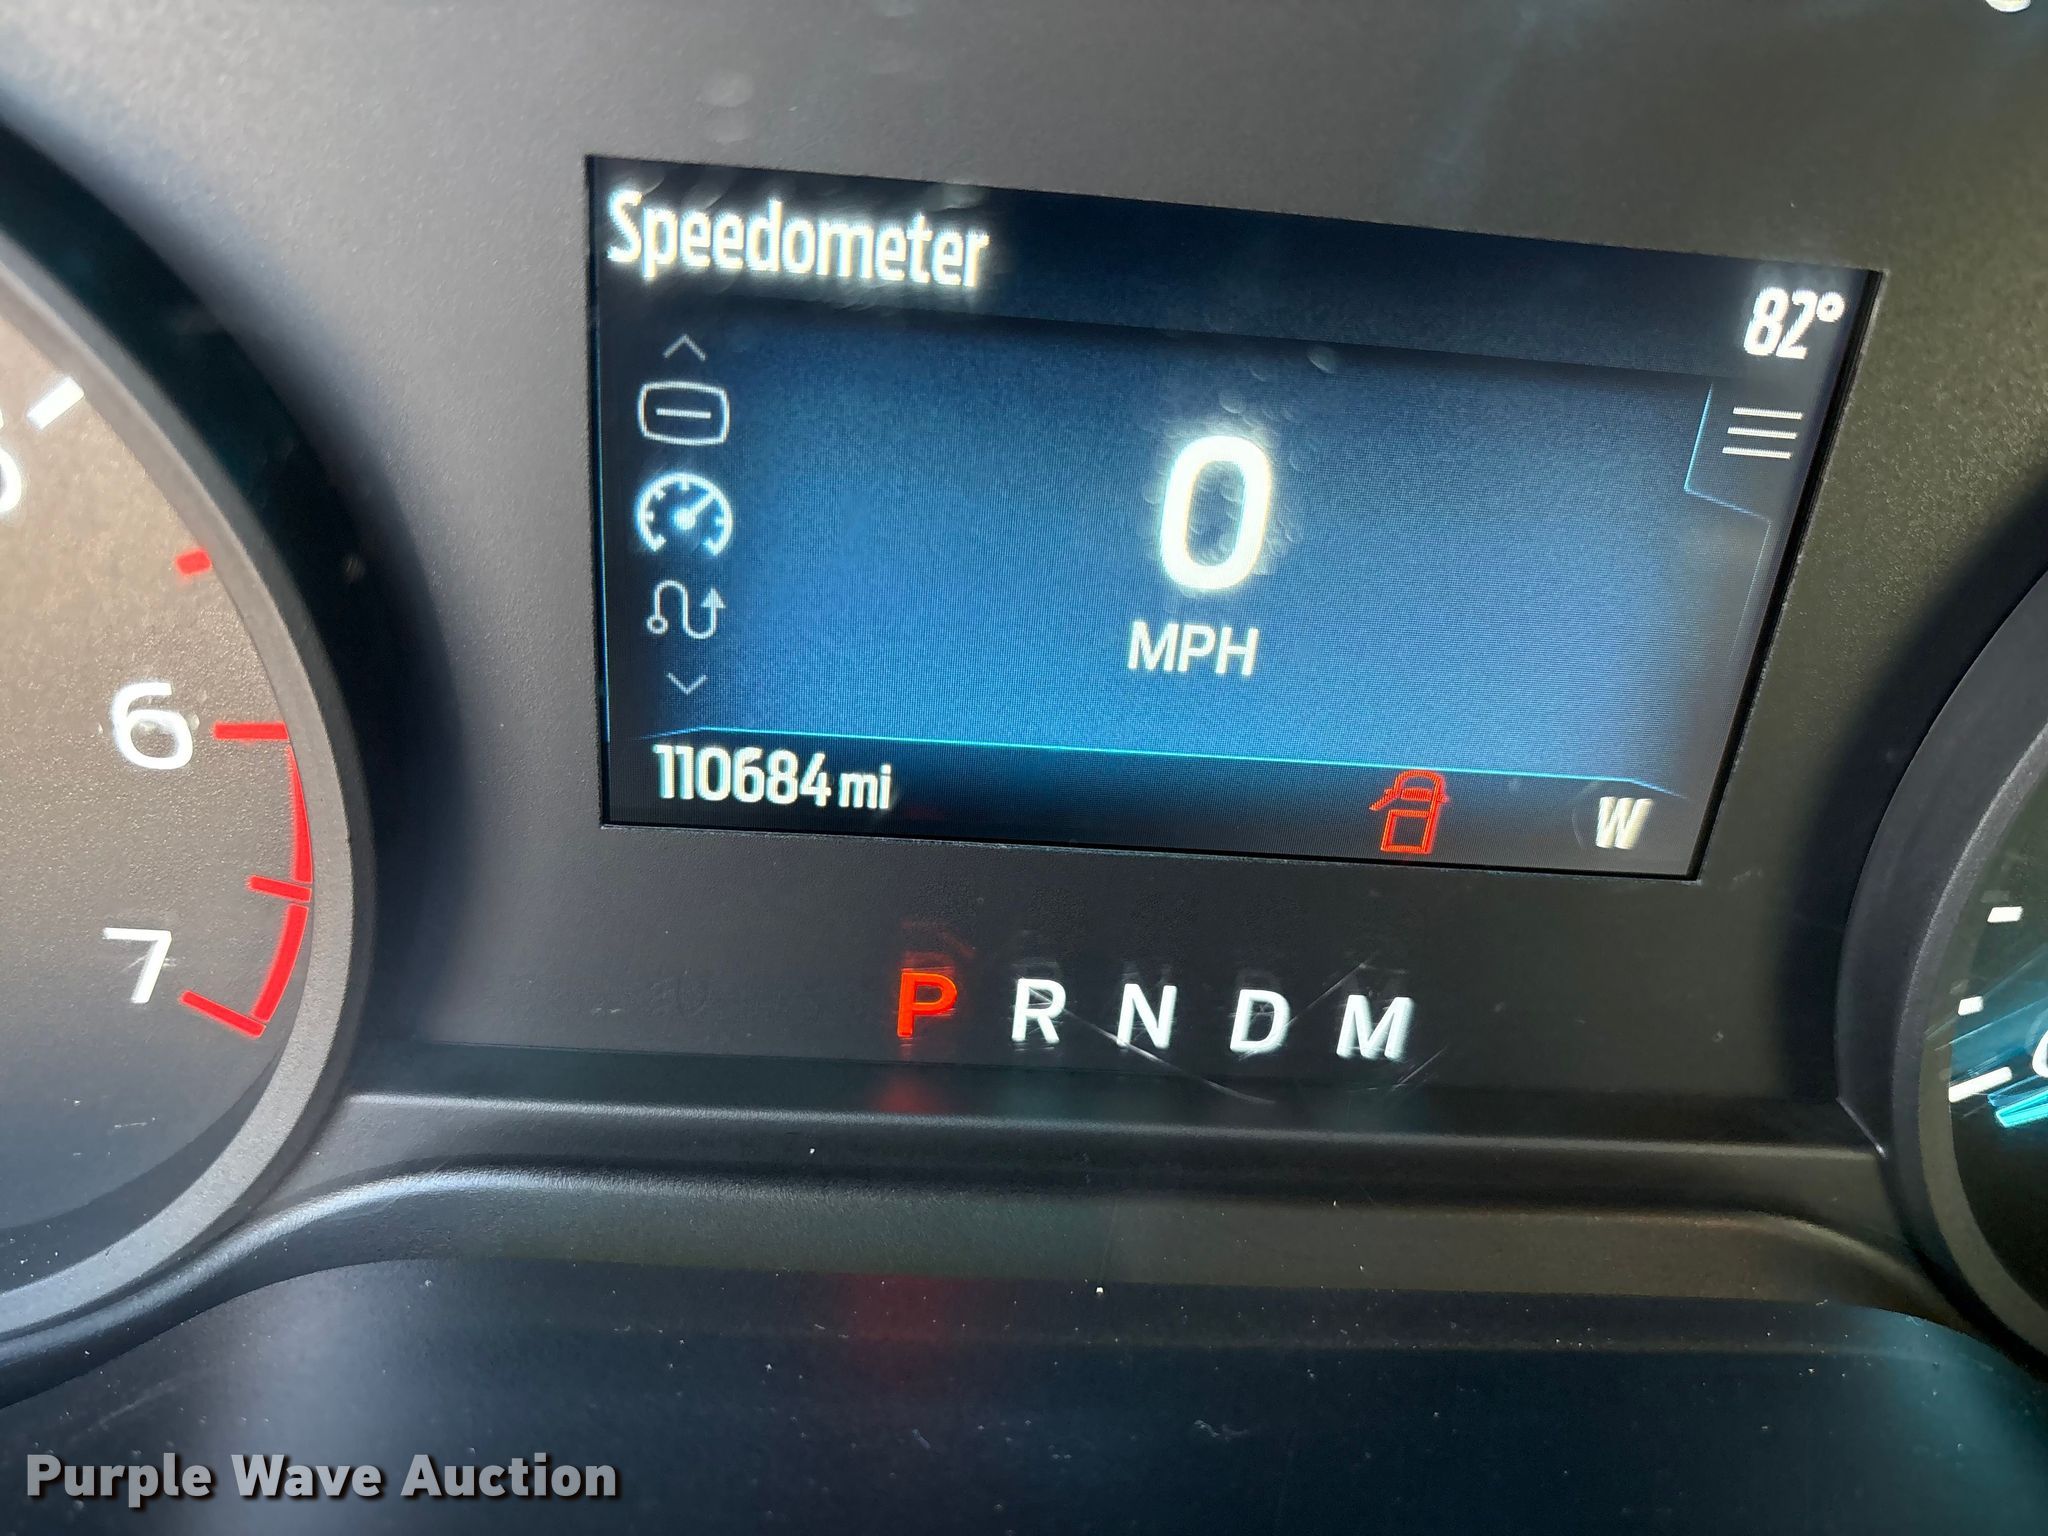 Speedometer
82°
0
MPH
110684 mi
W
6
7
P R N D M
Purple Wave Auction